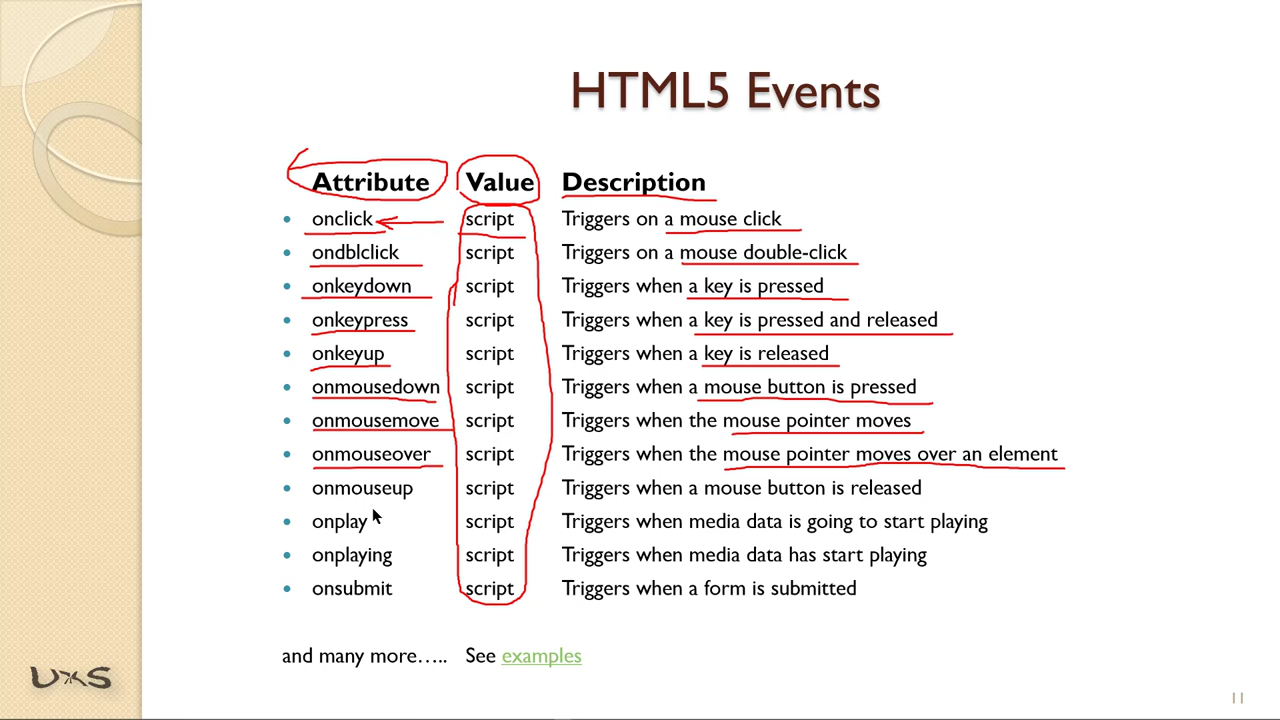 HTML5 Events
Attribute Value Description
• onclick script Triggers on a mouse click
• ondblclick script Triggers on a mouse double-click
• onkeydown script Triggers when a key is pressed
• onkeypress script Triggers when a key is pressed and released
• onkeyup script Triggers when a key is released
• onmousedown script Triggers when a mouse button is pressed
• onmousemove script Triggers when the mouse pointer moves
• onmouseover script Triggers when the mouse pointer moves over an element
• onmouseup script Triggers when a mouse button is released
• onplay script Triggers when media data is going to start playing
• onplaying script Triggers when media data has start playing
• onsubmit script Triggers when a form is submitted
and many more….. See examples
UXS
11